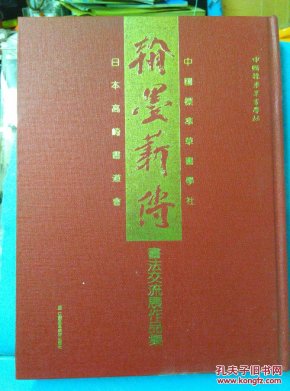 中國標準草書學社
翰墨薪傳
日本高齡書道會
書法交流展作品集
中國標準草書學社
孔夫子旧书网